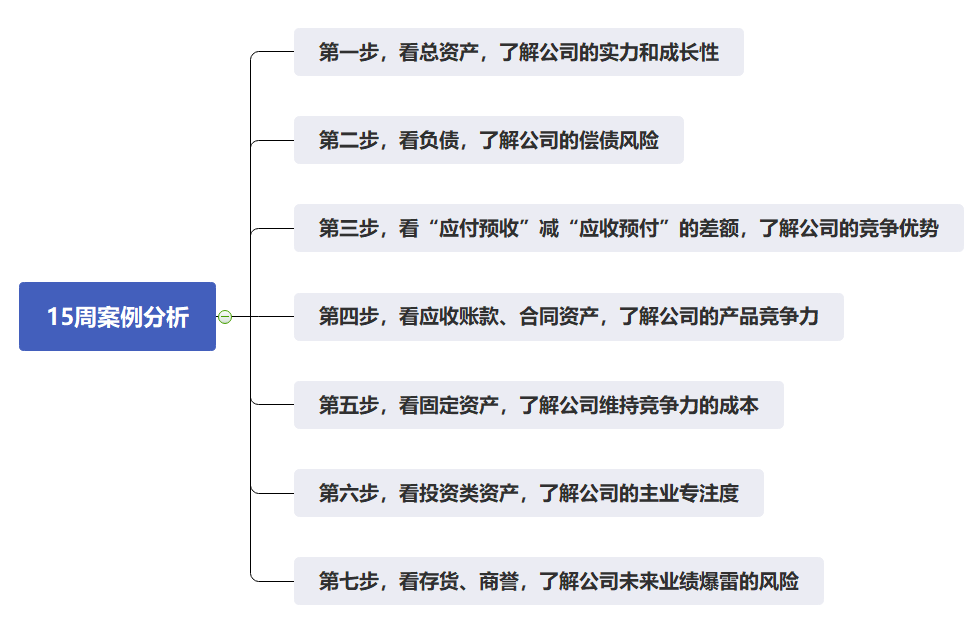 第一步，看总资产，了解公司的实力和成长性
第二步，看负债，了解公司的偿债风险
第三步，看“应付预收”减“应收预付”的差额，了解公司的竞争优势
15周案例分析
第四步，看应收账款、合同资产，了解公司的产品竞争力
第五步，看固定资产，了解公司维持竞争力的成本
第六步，看投资类资产，了解公司的主业专注度
第七步，看存货、商誉，了解公司未来业绩爆雷的风险